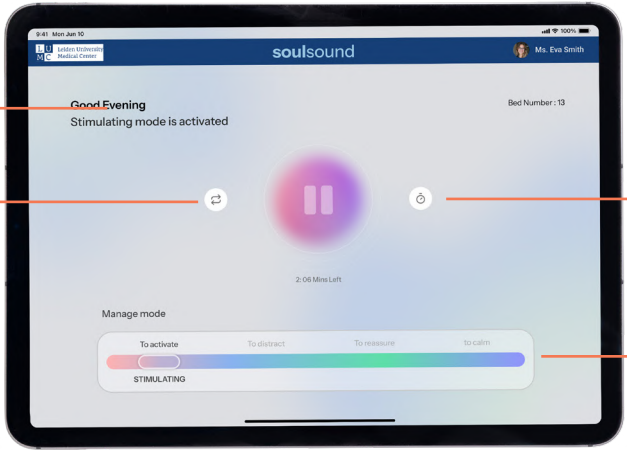 9:41 Mon Jun 10
100%
L U
M C
Leiden University
Medical Center
soulsound
Ms. Eva Smith
Good Evening
Stimulating mode is activated
Bed Number : 13
2: 06 Mins Left
Manage mode
To activate
To distract
To reassure
to calm
STIMULATING